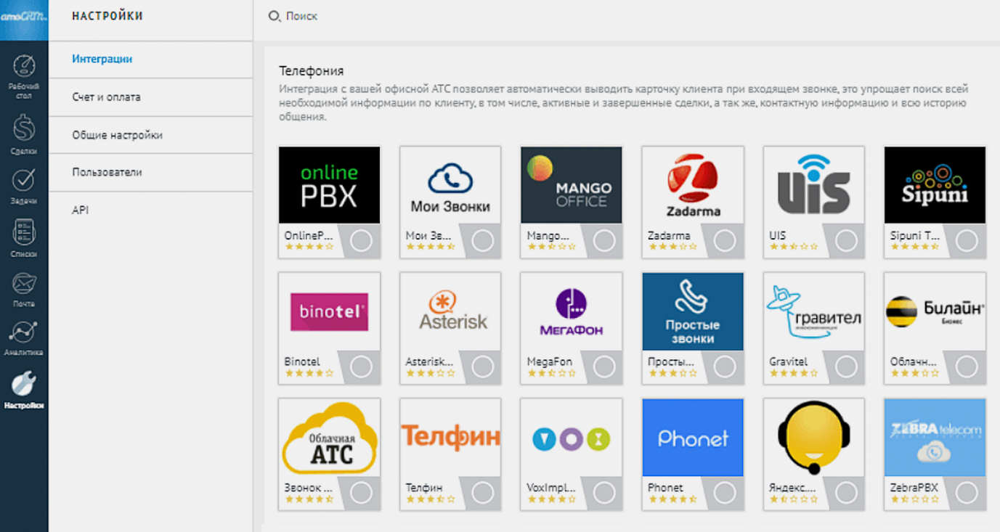 amoCRM.
НАСТРОЙКИ
Поиск
Рабочий
стол
Сделки
Задачи
Списки
Почта
Аналитика
Настройки
Интеграции
Счет и оплата
Общие настройки
Пользователи
API
Телефония
Интеграция с вашей офисной АТС позволяет автоматически выводить карточку клиента при входящем звонке, это упрощает поиск всей
необходимой информации по клиенту, в том числе, активные и завершенные сделки, а так же, контактную информацию и всю историю
общения.
online
PBX
Мои Звонки
MANGO
OFFICE
Zadarma
UiS
Sipuni
OnlineP...
Мои Зв...
Mango...
Zadarma
UIS
Sipuni T...
binotel
Asterisk
МЕГАФОН
Простые
звонки
гравител
Билайн
Бизнес
Binotel
Asterisk...
MegaFon
Просты...
Gravitel
Облачн...
Облачная
АТС
Телфин
VOX
Phonet
ZEBRA telecom
Звонок ...
Телфин
VoxImpl...
Phonet
Яндекс....
ZebraPBX